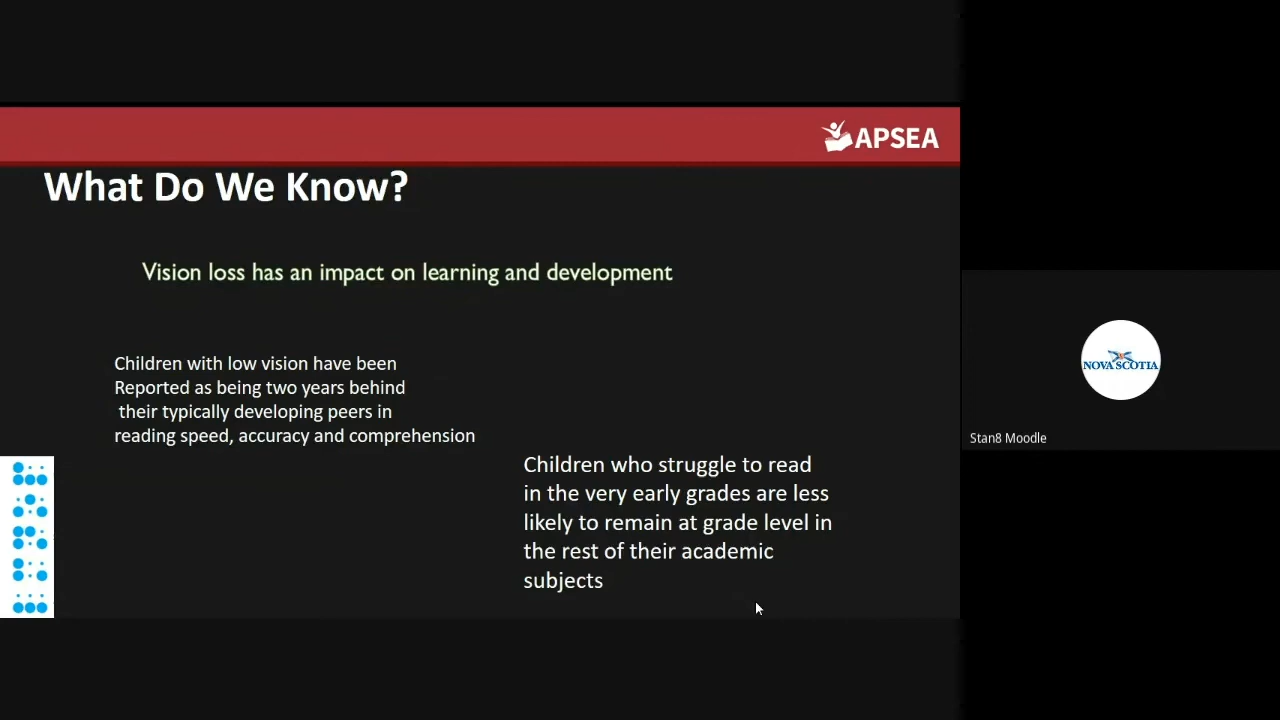 APSEA
What Do We Know?
Vision loss has an impact on learning and development
Children with low vision have been
Reported as being two years behind
their typically developing peers in
reading speed, accuracy and comprehension
Children who struggle to read
in the very early grades are less
likely to remain at grade level in
the rest of their academic
subjects
NOVA SCOTIA
Stan8 Moodle